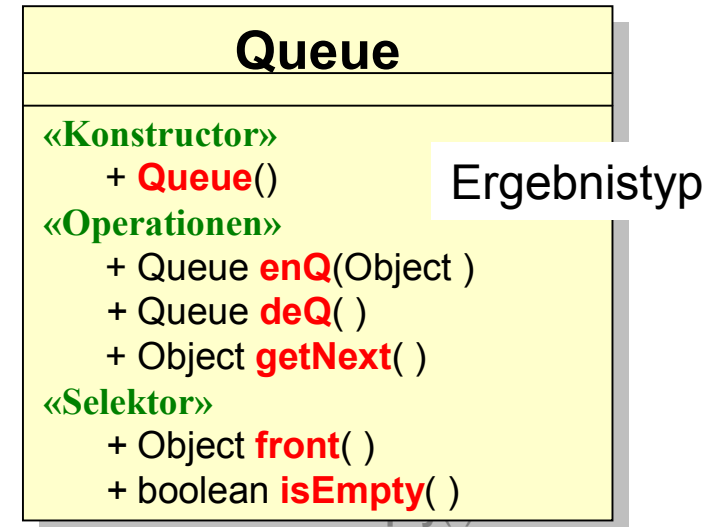 Queue
«Konstructor»
+ Queue()
Ergebnistyp
«Operationen»
+ Queue enQ(Object )
+ Queue deQ( )
+ Object getNext( )
«Selektor»
+ Object front( )
+ boolean isEmpty( )